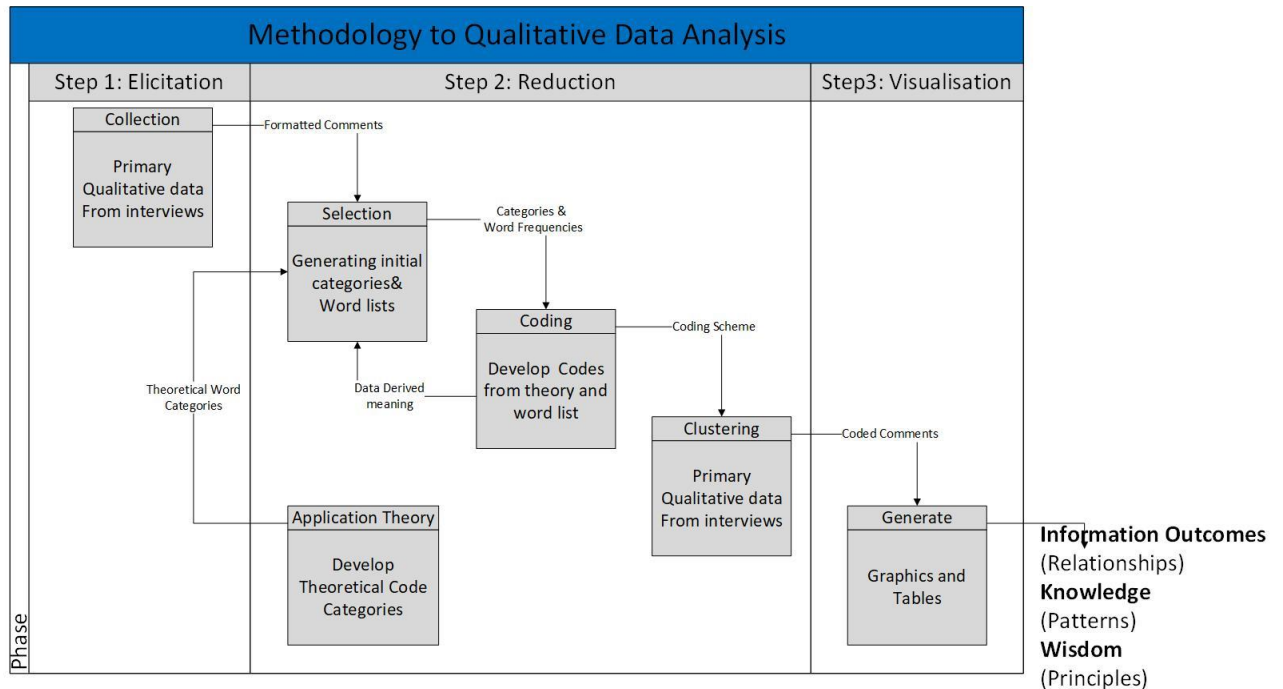 Methodology to Qualitative Data Analysis
Step 1: Elicitation
Step 2: Reduction
Step3: Visualisation
Collection
Primary
Qualitative data
From interviews
Formatted Comments
Selection
Generating initial
categories&
Word lists
Categories &
Word Frequencies
Coding
Develop Codes
from theory and
word list
Coding Scheme
Data Derived
meaning
Theoretical Word
Categories
Clustering
Primary
Qualitative data
From interviews
Coded Comments
Application Theory
Develop
Theoretical Code
Categories
Generate
Graphics and
Tables
Information Outcomes
(Relationships)
Knowledge
(Patterns)
Wisdom
(Principles)
Phase